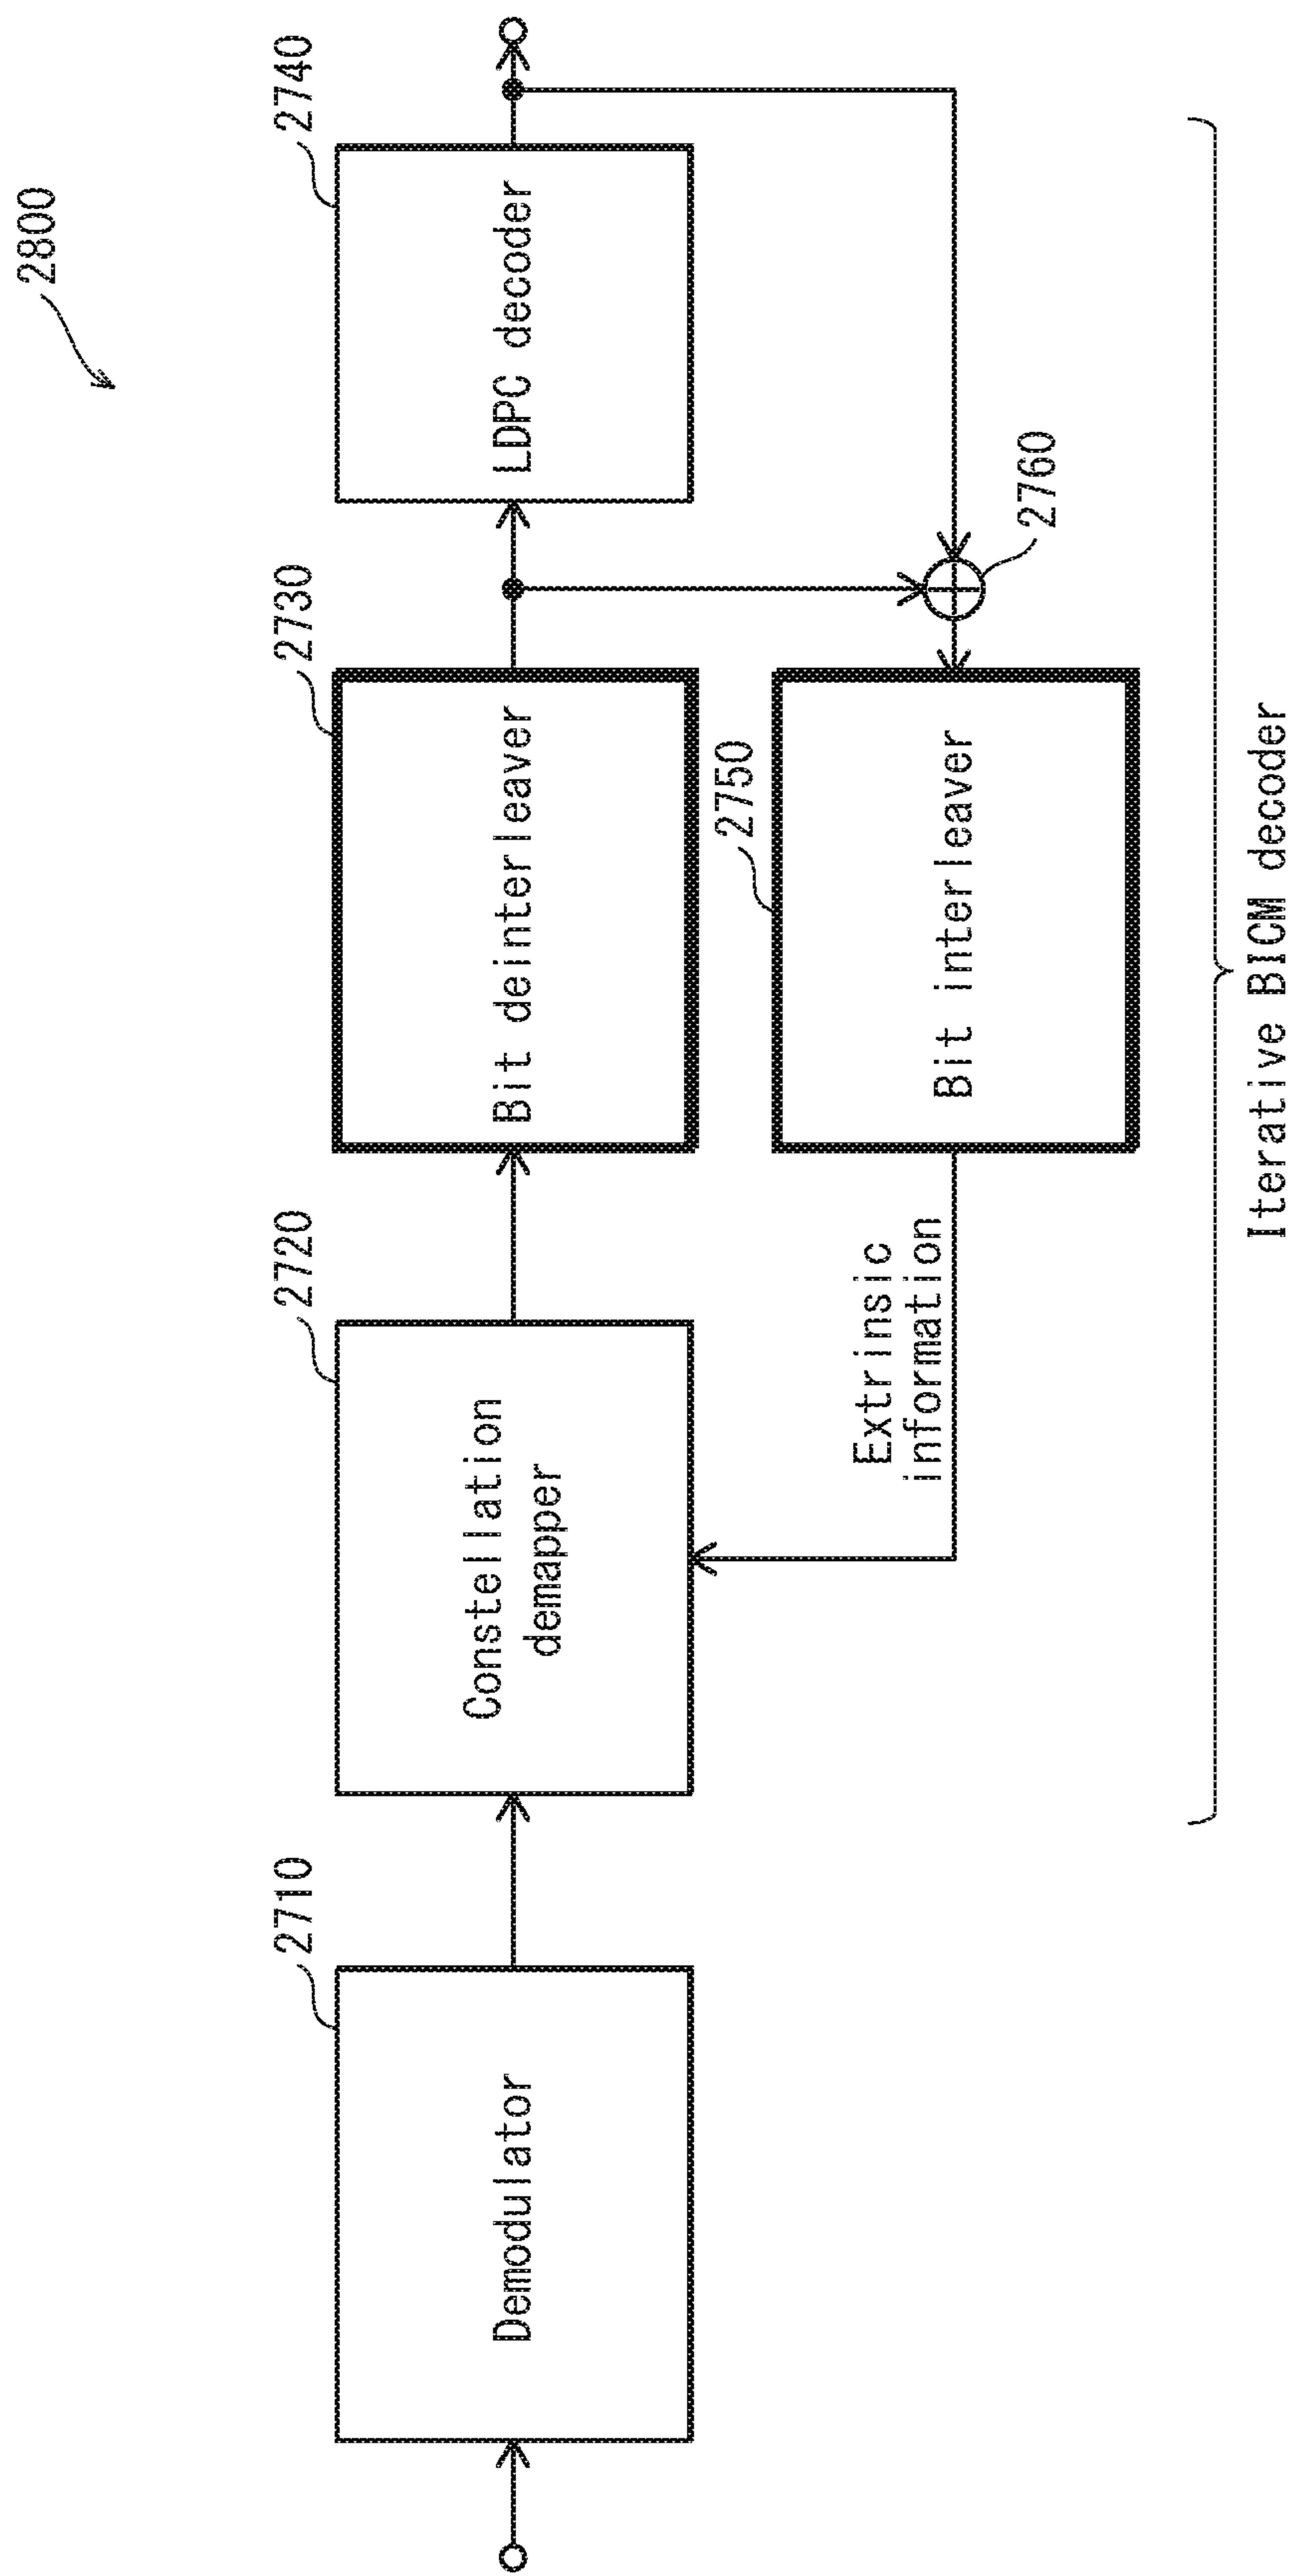 2800
2710
2720
2730
2740
Demodulator
Constellation
demapper
Bit deinterleaver
LDPC decoder
2750
2760
Extrinsic
information
Bit interleaver
Iterative BICM decoder